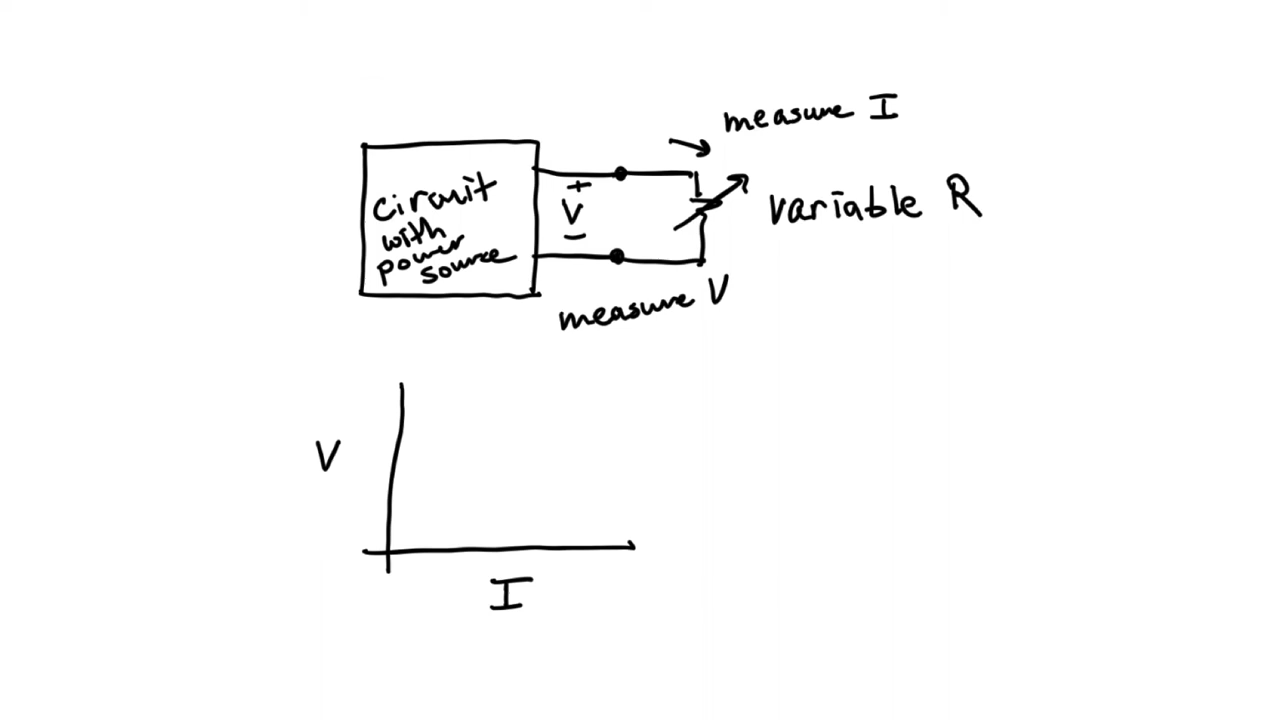 measure I
circuit
with
power
source
+
V
−
variable R
measure V
V
I